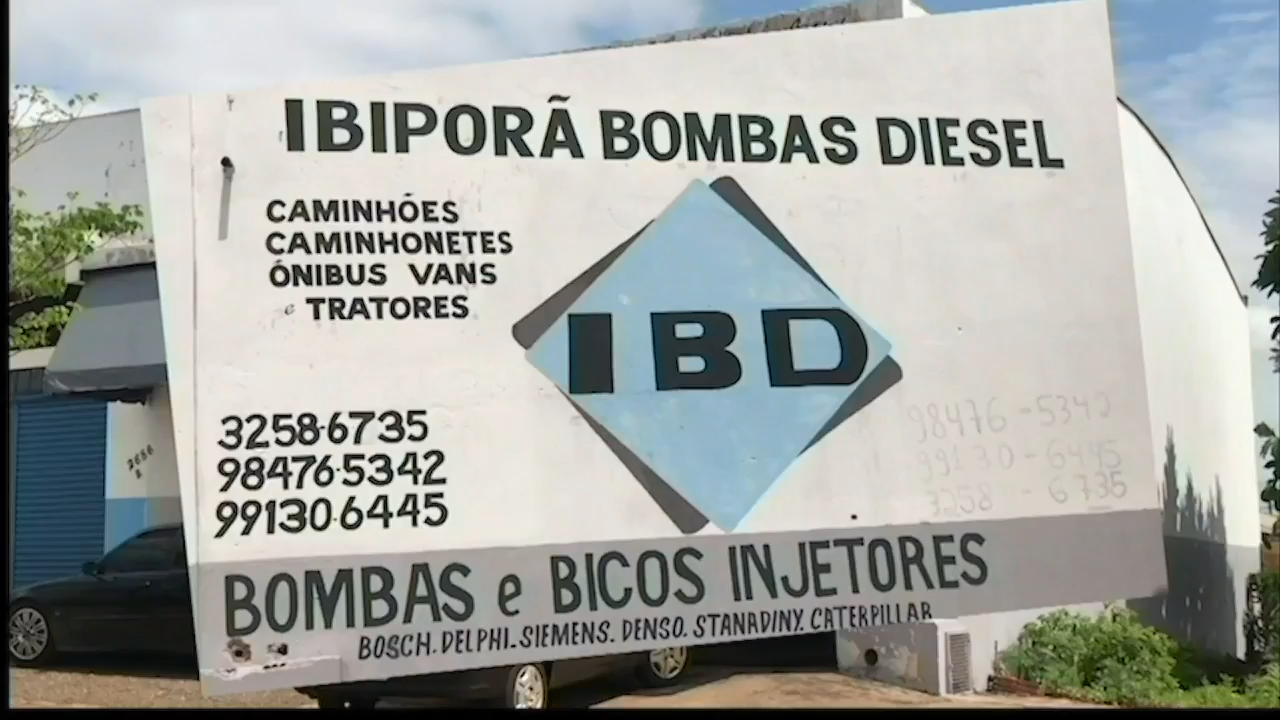 IBIPORÃ BOMBAS DIESEL
CAMINHÕES
CAMINHONETES
ÔNIBUS VANS
e TRATORES
IBD
3258-6735
98476-5342
99130-6445
98476-5342
99130-6445
3258-6735
BOMBAS e BICOS INJETORES
BOSCH. DELPHI. SIEMENS. DENSO. STANADINY. CATERPILLAR